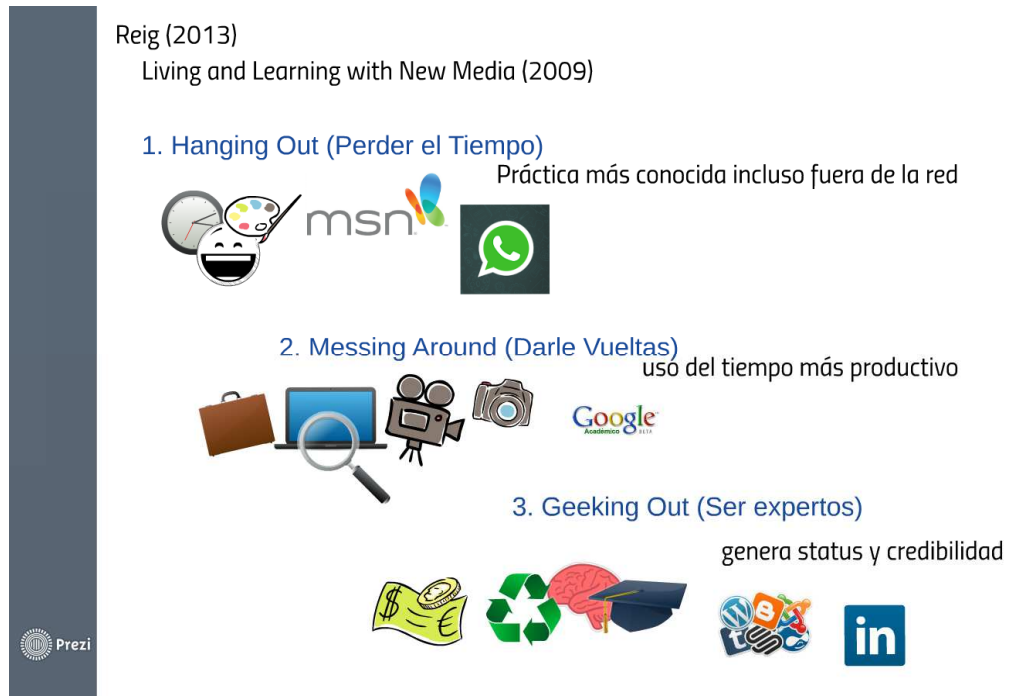 Reig (2013)
Living and Learning with New Media (2009)
1. Hanging Out (Perder el Tiempo)
Práctica más conocida incluso fuera de la red
msn
2. Messing Around (Darle Vueltas)
uso del tiempo más productivo
Google
Académico BETA
3. Geeking Out (Ser expertos)
genera status y credibilidad
$ = €
in
Prezi